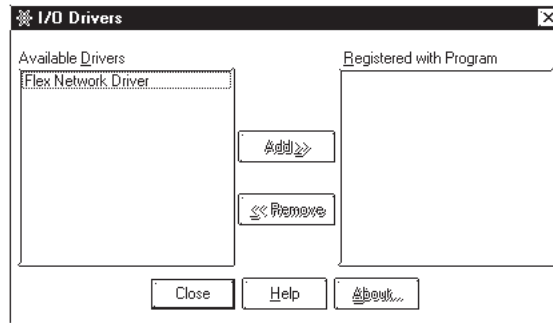 I/O Drivers
Available Drivers
Registered with Program
Flex Network Driver
Add >>
<< Remove
Close
Help
About...